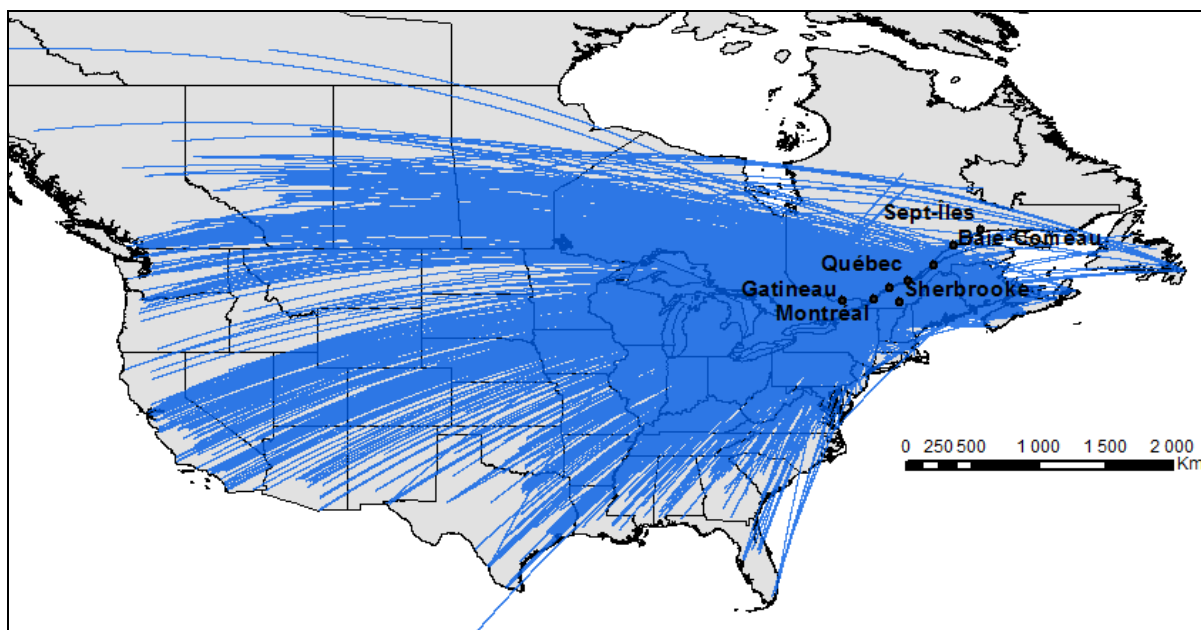 Sept-Îles
Baie-Comeau
Québec
Gatineau
Sherbrooke
Montréal
0 250 500 1 000 1 500 2 000
Km